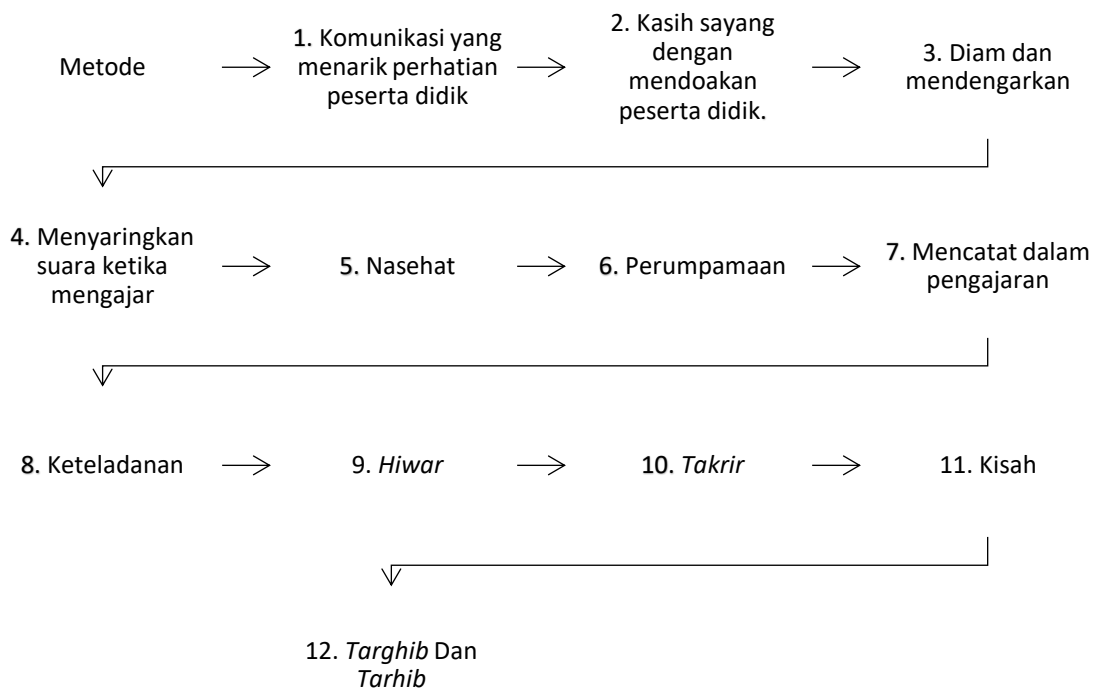 Metode
1. Komunikasi yang
menarik perhatian
peserta didik
2. Kasih sayang
dengan
mendoakan
peserta didik.
3. Diam dan
mendengarkan
4. Menyaringkan
suara ketika
mengajar
5. Nasehat
6. Perumpamaan
7. Mencatat dalam
pengajaran
8. Keteladanan
9. Hiwar
10. Takrir
11. Kisah
12. Targhib Dan
Tarhib